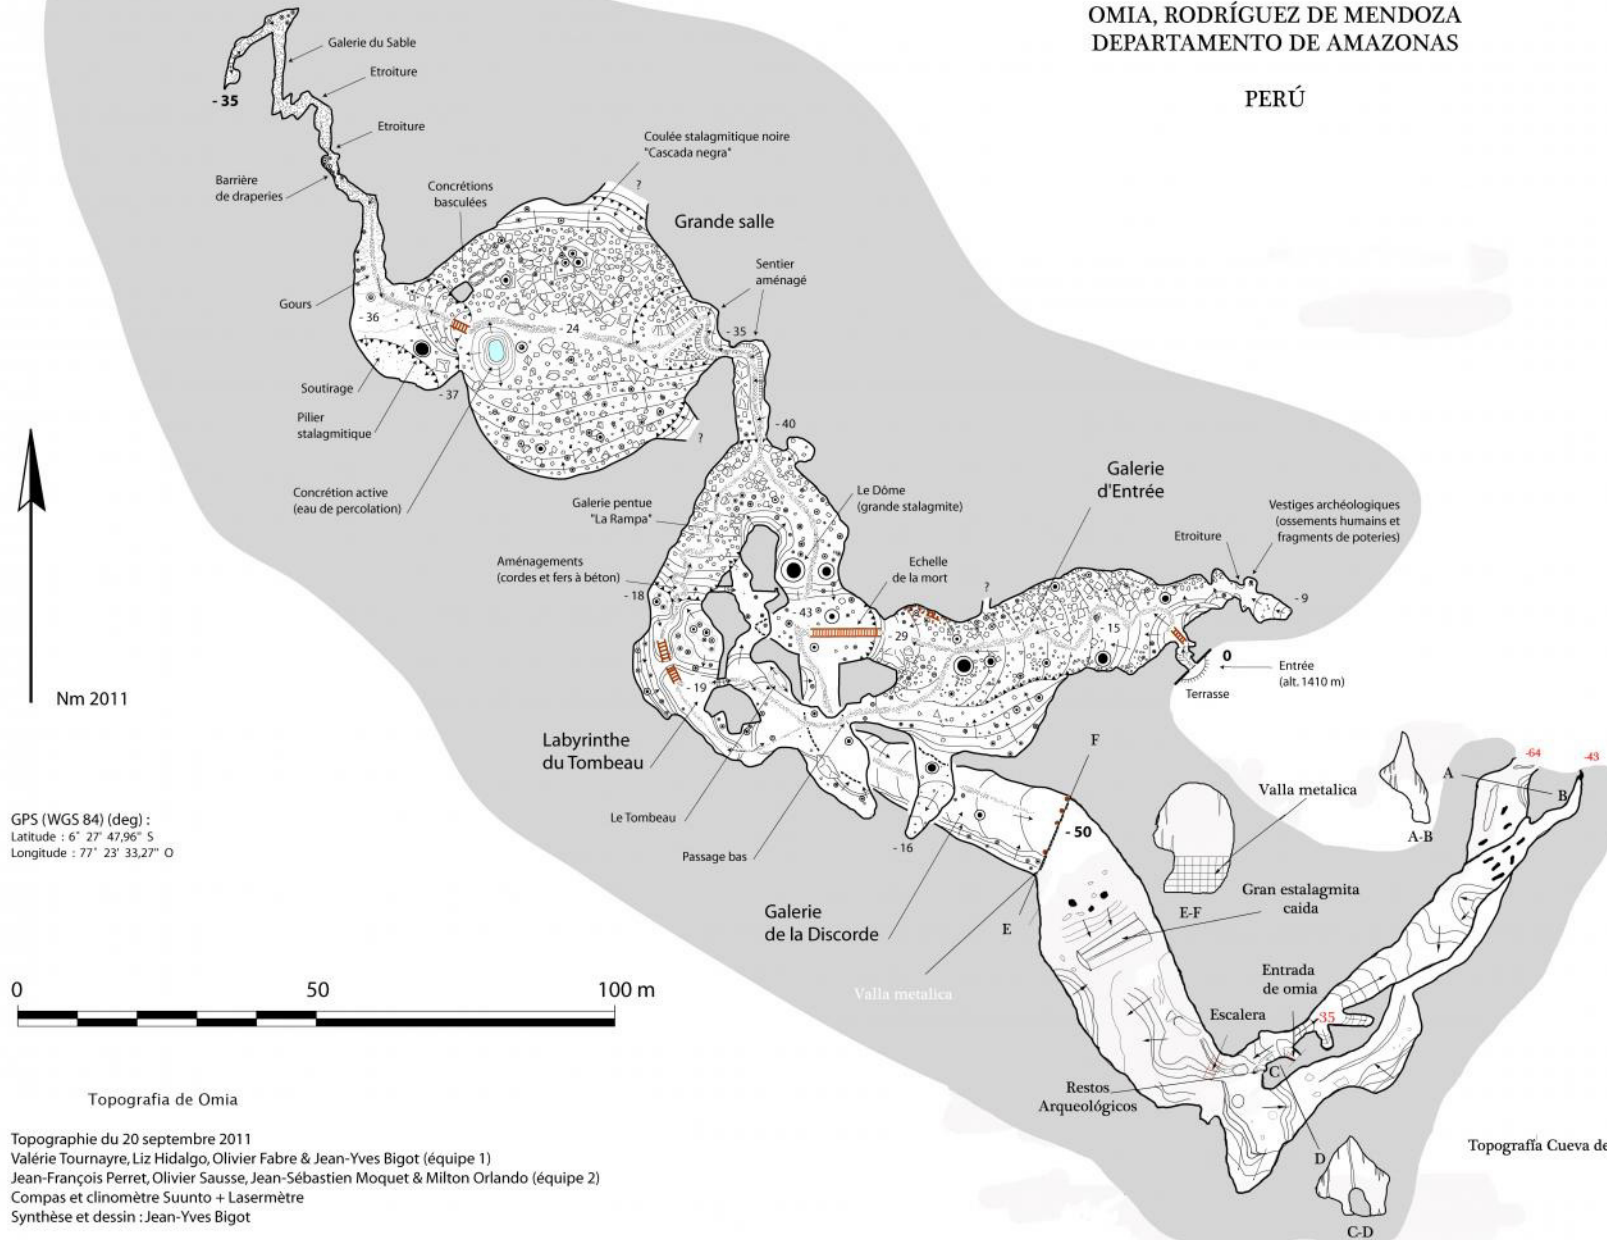 OMIA, RODRÍGUEZ DE MENDOZA
DEPARTAMENTO DE AMAZONAS
PERÚ
Galerie du Sable
Etroiture
- 35
Etroiture
Coulée stalagmitique noire
"Cascada negra"
Barrière
de draperies
Concrétions
basculées
?
Grande salle
Sentier
aménagé
Gours
- 36
- 24
- 35
Soutirage
- 37
Pilier
stalagmitique
- 40
?
Galerie
d'Entrée
Concrétion active
(eau de percolation)
Galerie pentue
"La Rampa"
Le Dôme
(grande stalagmite)
Vestiges archéologiques
(ossements humains et
fragments de poteries)
Etroiture
Aménagements
(cordes et fers à béton)
Echelle
de la mort
?
- 18
- 9
- 43
29
15
0
Entrée
(alt. 1410 m)
Terrasse
- 19
Nm 2011
Labyrinthe
du Tombeau
F
-64
-43
A
B
Valla metalica
A-B
GPS (WGS 84) (deg) :
Latitude : 6° 27' 47,96" S
Longitude : 77° 23' 33,27" O
Le Tombeau
- 50
Passage bas
- 16
Gran estalagmita
caida
E-F
Galerie
de la Discorde
E
Entrada
de omia
Valla metalica
0
50
100 m
Escalera
35
C
Restos
Arqueológicos
Topografia de Omia
D
Topografía Cueva de
Topographie du 20 septembre 2011
Valérie Tournayre, Liz Hidalgo, Olivier Fabre & Jean-Yves Bigot (équipe 1)
Jean-François Perret, Olivier Sausse, Jean-Sébastien Moquet & Milton Orlando (équipe 2)
Compas et clinomètre Suunto + Lasermètre
Synthèse et dessin : Jean-Yves Bigot
C-D